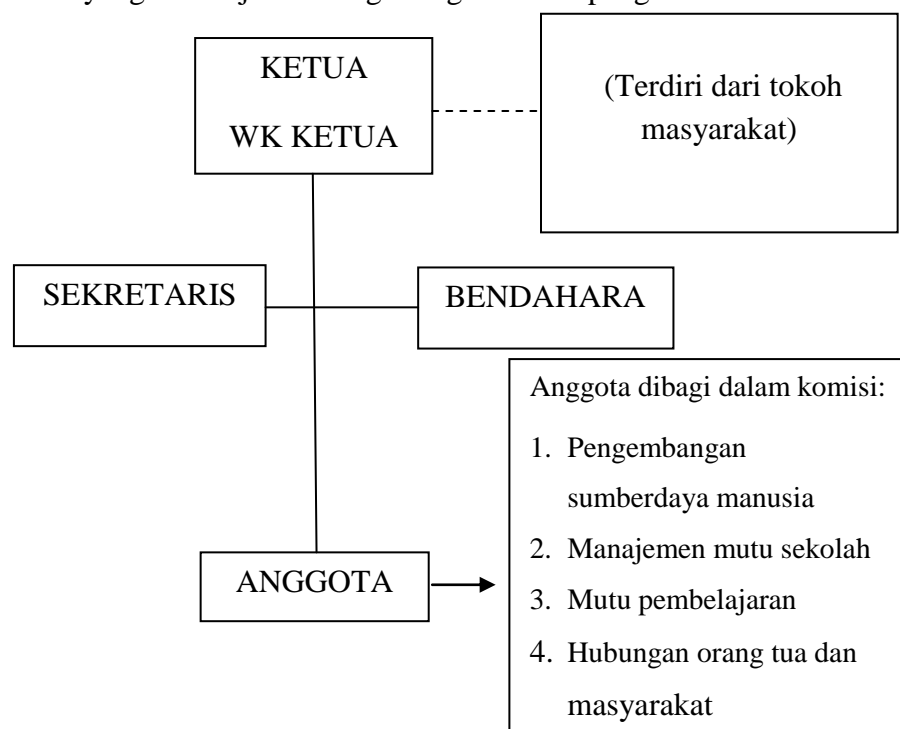 KETUA
WK KETUA
(Terdiri dari tokoh
masyarakat)
SEKRETARIS
BENDAHARA
Anggota dibagi dalam komisi:
1. Pengembangan
sumberdaya manusia
2. Manajemen mutu sekolah
3. Mutu pembelajaran
4. Hubungan orang tua dan
masyarakat
ANGGOTA